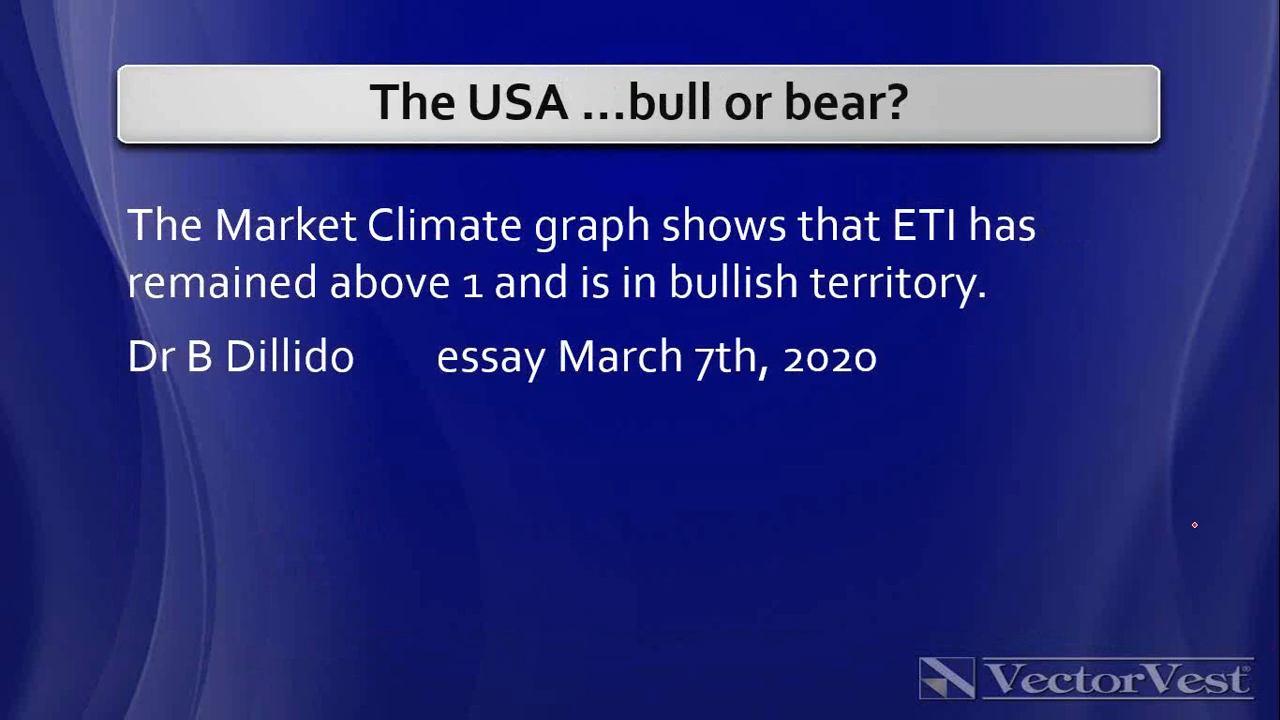 The USA ...bull or bear?
The Market Climate graph shows that ETI has
remained above 1 and is in bullish territory.
Dr B Dillido essay March 7th, 2020
VectorVest®